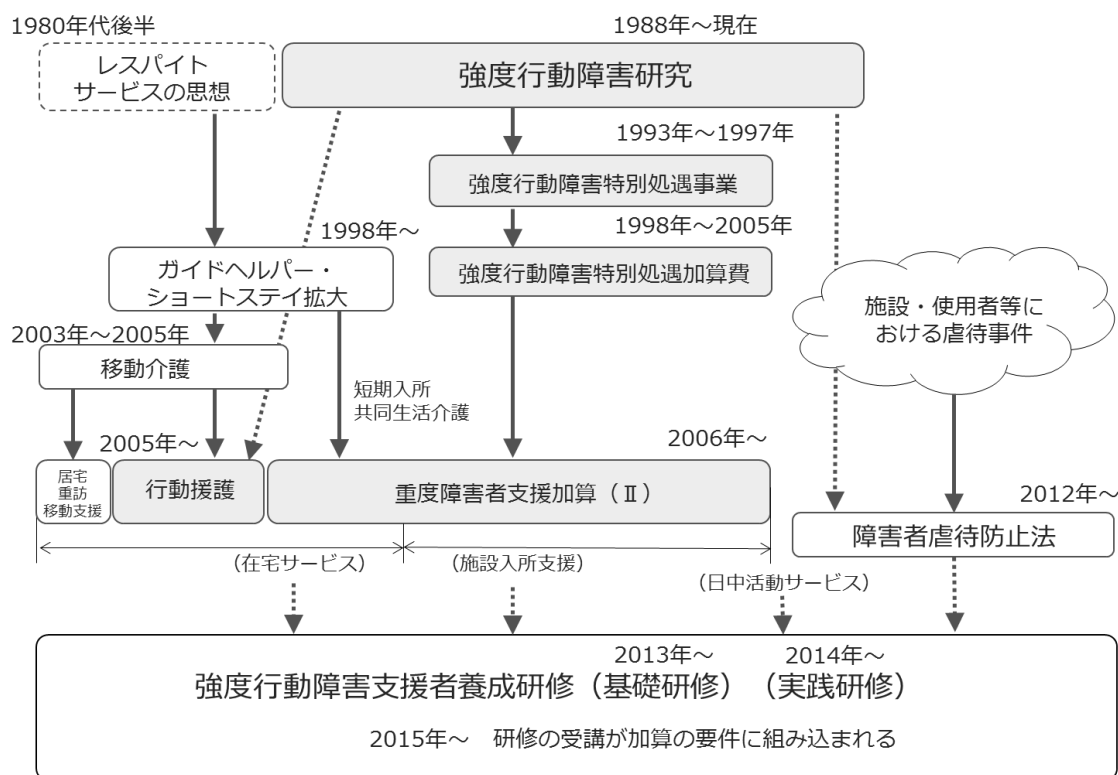 1980年代後半
1988年～現在
レスパイト
サービスの思想
強度行動障害研究
1993年～1997年
強度行動障害特別処遇事業
1998年～
1998年～2005年
ガイドヘルパー・
ショートステイ拡大
強度行動障害特別処遇加算費
施設・使用者等に
おける虐待事件
2003年～2005年
移動介護
短期入所
共同生活介護
2005年～
2006年～
居宅
重訪
移動支援
行動援護
重度障害者支援加算（Ⅱ）
2012年～
障害者虐待防止法
（在宅サービス）
（施設入所支援）
（日中活動サービス）
2013年～
2014年～
強度行動障害支援者養成研修（基礎研修）（実践研修）
2015年～　研修の受講が加算の要件に組み込まれる